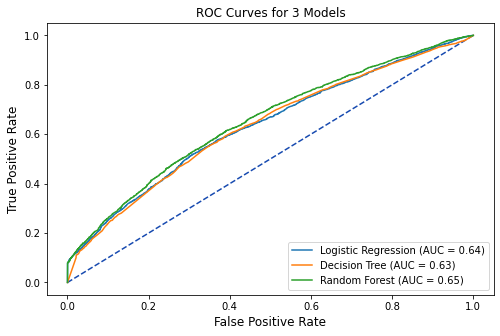 ROC Curves for 3 Models
True Positive Rate
1.0
0.8
0.6
0.4
0.2
0.0
0.0 0.2 0.4 0.6 0.8 1.0
False Positive Rate
Logistic Regression (AUC = 0.64)
Decision Tree (AUC = 0.63)
Random Forest (AUC = 0.65)